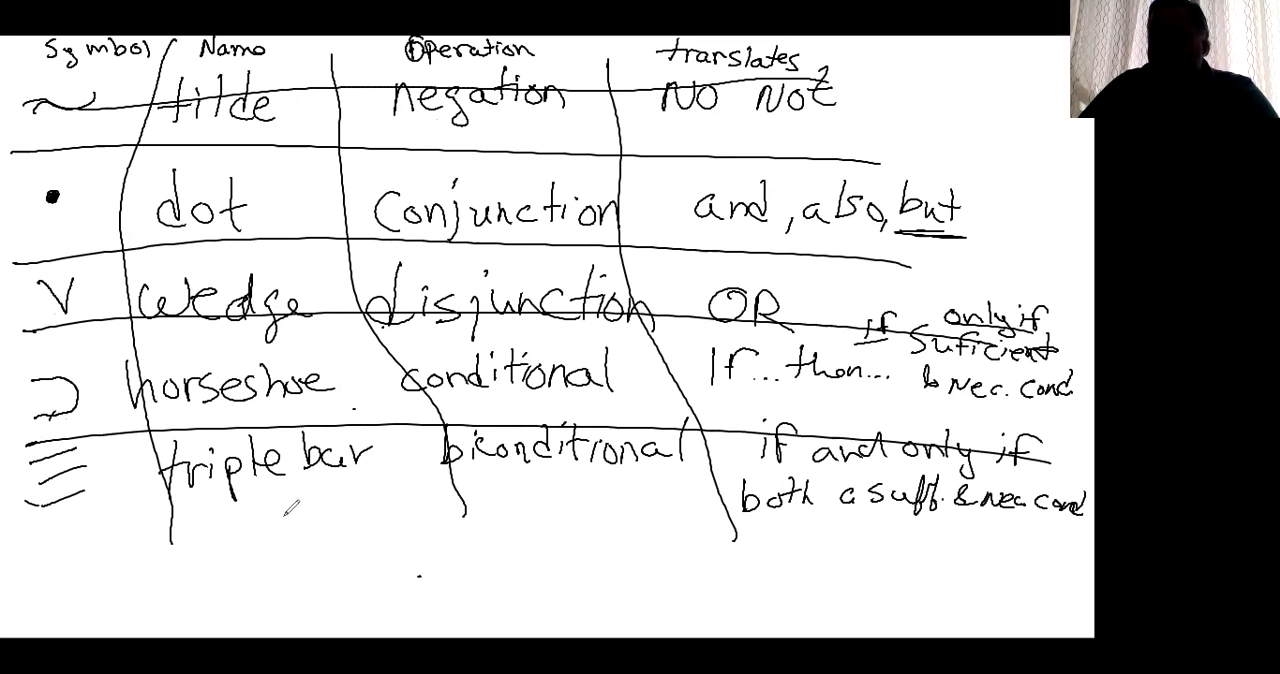 Symbol Name Operation translates
~ tilde negation NO Not
• dot Conjunction and, also, but
V wedge disjunction OR
If only if
Suficient
⊃ horseshoe conditional If... then... & Nec. Cond
≡ triple bar biconditional if and only if
both a suff. & Nec Cond